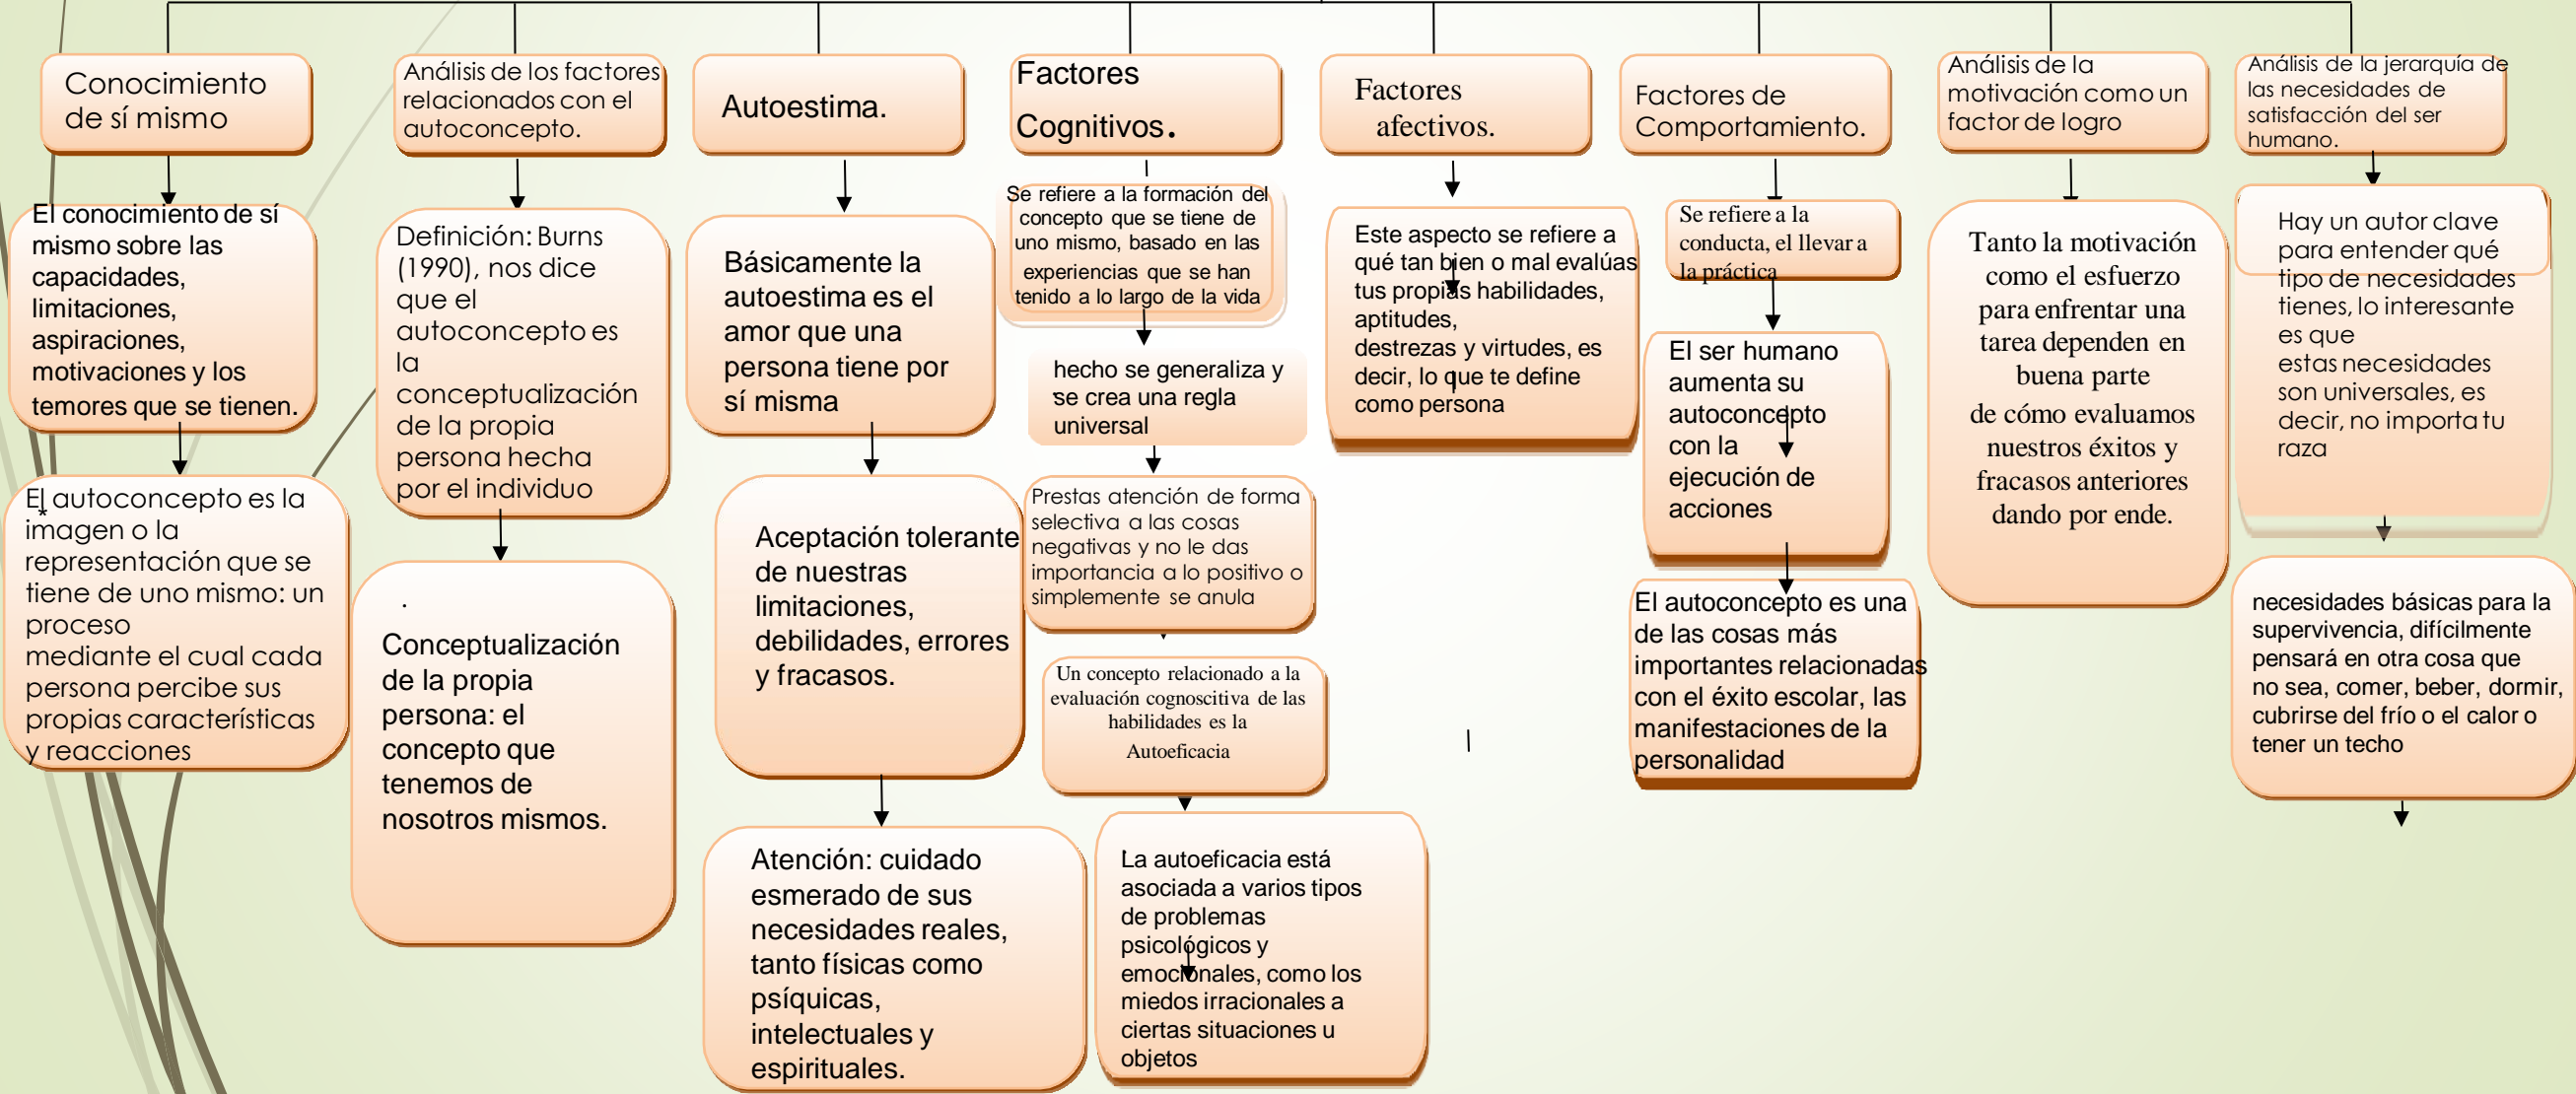 Conocimiento
de sí mismo
El conocimiento de sí
mismo sobre las
capacidades,
limitaciones,
aspiraciones,
motivaciones y los
temores que se tienen.
El autoconcepto es la
imagen o la
representación que se
tiene de uno mismo: un
proceso
mediante el cual cada
persona percibe sus
propias características
y reacciones
Análisis de los factores
relacionados con el
autoconcepto.
Definición: Burns
(1990), nos dice
que el
autoconcepto es
la
conceptualización
de la propia
persona hecha
por el individuo
.
Conceptualización
de la propia
persona: el
concepto que
tenemos de
nosotros mismos.
Autoestima.
Básicamente la
autoestima es el
amor que una
persona tiene por
sí misma
Aceptación tolerante
de nuestras
limitaciones,
debilidades, errores
y fracasos.
Atención: cuidado
esmerado de sus
necesidades reales,
tanto físicas como
psíquicas,
intelectuales y
espirituales.
Factores
Cognitivos.
Se refiere a la formación del
concepto que se tiene de
uno mismo, basado en las
experiencias que se han
tenido a lo largo de la vida
hecho se generaliza y
se crea una regla
universal
Prestas atención de forma
selectiva a las cosas
negativas y no le das
importancia a lo positivo o
simplemente se anula
Un concepto relacionado a la
evaluación cognoscitiva de las
habilidades es la
Autoeficacia
La autoeficacia está
asociada a varios tipos
de problemas
psicológicos y
emocionales, como los
miedos irracionales a
ciertas situaciones u
objetos
Factores
afectivos.
Este aspecto se refiere a
qué tan bien o mal evalúas
tus propias habilidades,
aptitudes,
destrezas y virtudes, es
decir, lo que te define
como persona
Factores de
Comportamiento.
Se refiere a la
conducta, el llevar a
la práctica
El ser humano
aumenta su
autoconcepto
con la
ejecución de
acciones
El autoconcepto es una
de las cosas más
importantes relacionadas
con el éxito escolar, las
manifestaciones de la
personalidad
Análisis de la
motivación como un
factor de logro
Tanto la motivación
como el esfuerzo
para enfrentar una
tarea dependen en
buena parte
de cómo evaluamos
nuestros éxitos y
fracasos anteriores
dando por ende.
Análisis de la jerarquía de
las necesidades de
satisfacción del ser
humano.
Hay un autor clave
para entender qué
tipo de necesidades
tienes, lo interesante
es que
estas necesidades
son universales, es
decir, no importa tu
raza
necesidades básicas para la
supervivencia, difícilmente
pensará en otra cosa que
no sea, comer, beber, dormir,
cubrirse del frío o el calor o
tener un techo